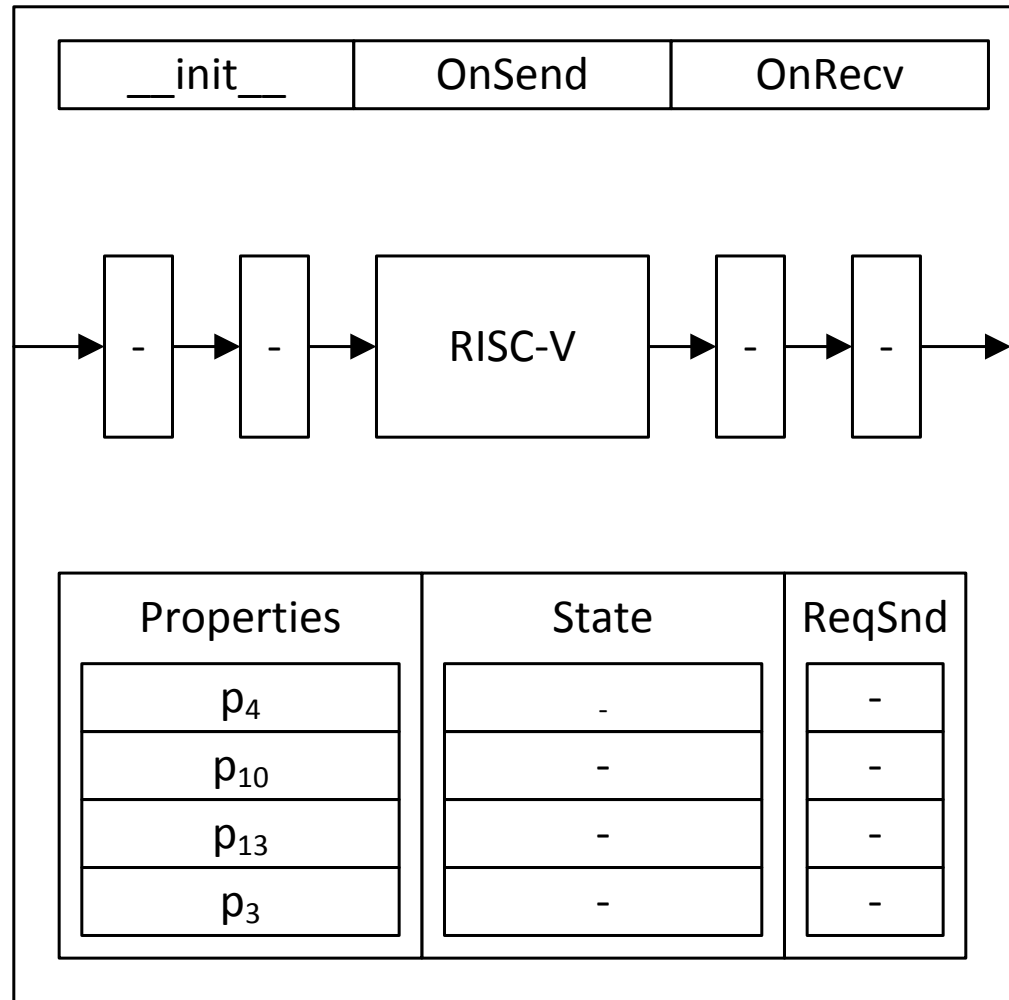 __init__ OnSend OnRecv
- - RISC-V - -
Properties State ReqSnd
p₄ - -
p₁₀ - -
p₁₃ - -
p₃ - -